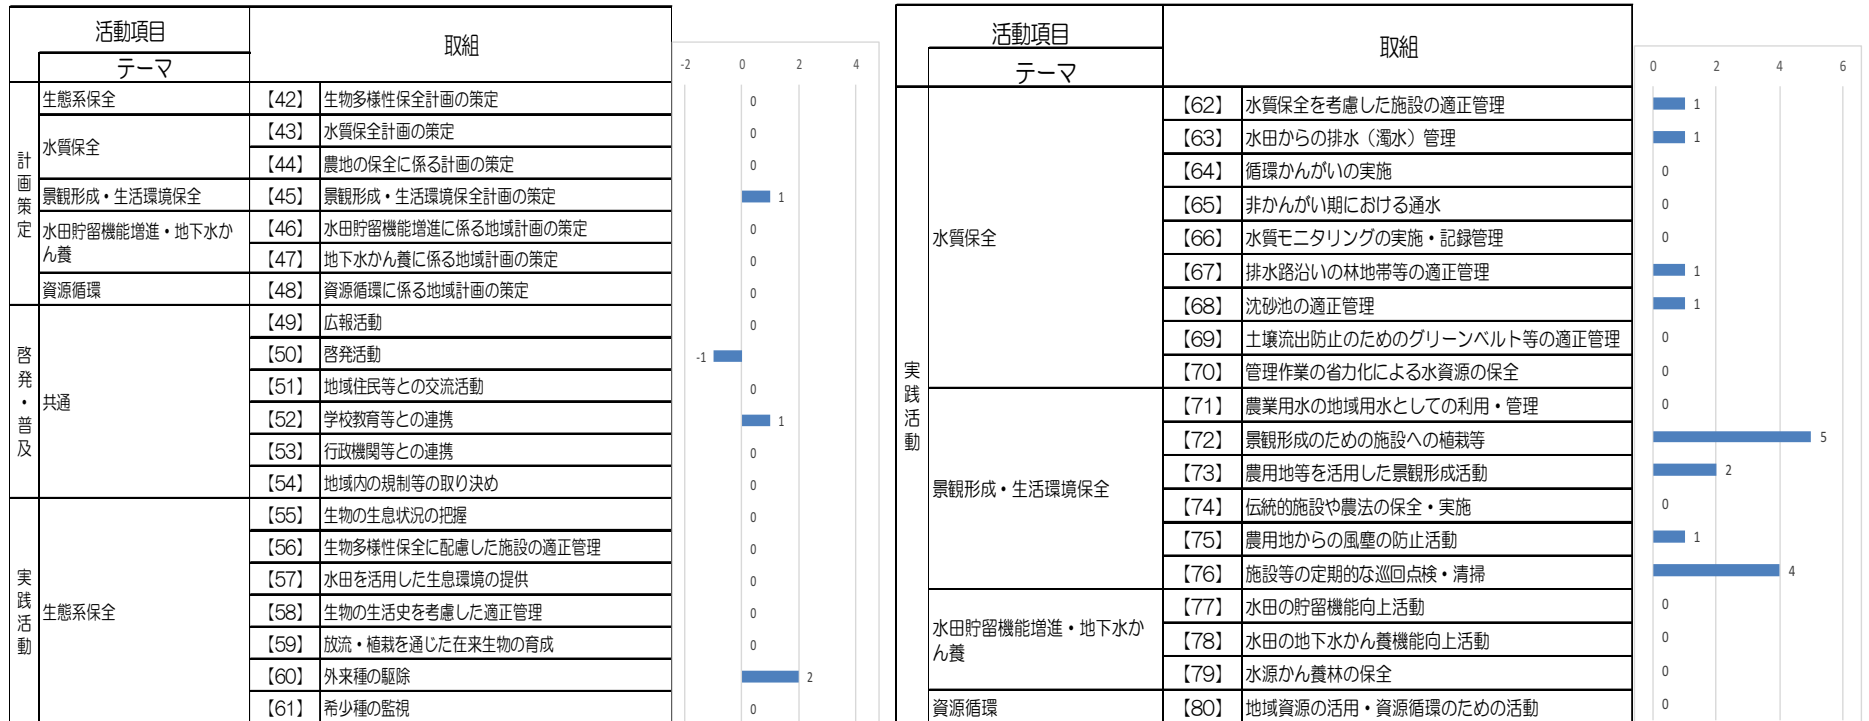 活動項目
取組
テーマ
-2 0 2 4
計画策定
生態系保全 【42】 生物多様性保全計画の策定 0
水質保全
【43】 水質保全計画の策定 0
【44】 農地の保全に係る計画の策定 0
景観形成・生活環境保全 【45】 景観形成・生活環境保全計画の策定 1
水田貯留機能増進・地下水か
ん養
【46】 水田貯留機能増進に係る地域計画の策定 0
【47】 地下水かん養に係る地域計画の策定 0
資源循環 【48】 資源循環に係る地域計画の策定 0
啓発・普及
共通
【49】 広報活動 0
【50】 啓発活動 -1
【51】 地域住民等との交流活動 0
【52】 学校教育等との連携 1
【53】 行政機関等との連携 0
【54】 地域内の規制等の取り決め 0
実践活動
生態系保全
【55】 生物の生息状況の把握 0
【56】 生物多様性保全に配慮した施設の適正管理 0
【57】 水田を活用した生息環境の提供 0
【58】 生物の生活史を考慮した適正管理 0
【59】 放流・植栽を通じた在来生物の育成 0
【60】 外来種の駆除 2
【61】 希少種の監視 0
活動項目
取組
テーマ
0 2 4 6
実践活動
水質保全
【62】 水質保全を考慮した施設の適正管理 1
【63】 水田からの排水（濁水）管理 1
【64】 循環かんがいの実施 0
【65】 非かんがい期における通水 0
【66】 水質モニタリングの実施・記録管理 0
【67】 排水路沿いの林地帯等の適正管理 1
【68】 沈砂池の適正管理 1
【69】 土壌流出防止のためのグリーンベルト等の適正管理 0
【70】 管理作業の省力化による水資源の保全 0
景観形成・生活環境保全
【71】 農業用水の地域用水としての利用・管理 0
【72】 景観形成のための施設への植栽等 5
【73】 農用地等を活用した景観形成活動 2
【74】 伝統的施設や農法の保全・実施 0
【75】 農用地からの風塵の防止活動 1
【76】 施設等の定期的な巡回点検・清掃 4
水田貯留機能増進・地下水か
ん養
【77】 水田の貯留機能向上活動 0
【78】 水田の地下水かん養機能向上活動 0
【79】 水源かん養林の保全 0
資源循環 【80】 地域資源の活用・資源循環のための活動 0